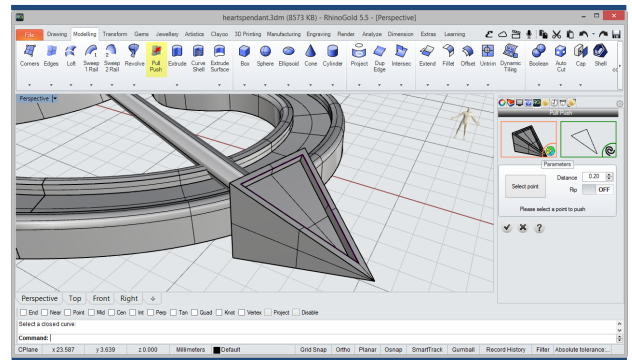 heartspendant.3dm (8573 KB) - RhinoGold 5.5 - [Perspective]
File Drawing Modelling Transform Gems Jewellery Artistics Clayoo 3D Printing Manufacturing Engraving Render Analyze Dimension Extras Learning
Corners Edges Loft Sweep 1 Rail Sweep 2 Rail Revolve Pull Push Extrude Curve Shell Extrude Surface Box Sphere Ellipsoid Cone Cylinder Project Dup Edge Intersec Extend Fillet Offset Untrim Dynamic Tiling Boolean Auto Cut Cap Shell
Perspective
Pull Push
Parameters
Select point
Distance 0.20
Flip OFF
Please select a point to push
Perspective Top Front Right
End Near Point Mid Cen Int Perp Tan Quad Knot Vertex Project Disable
Select a closed curve:
Command:
CPlane x 23.587 y 3.639 z 0.000 Millimeters Default Grid Snap Ortho Planar Osnap SmartTrack Gumball Record History Filter Absolute tolerance:...